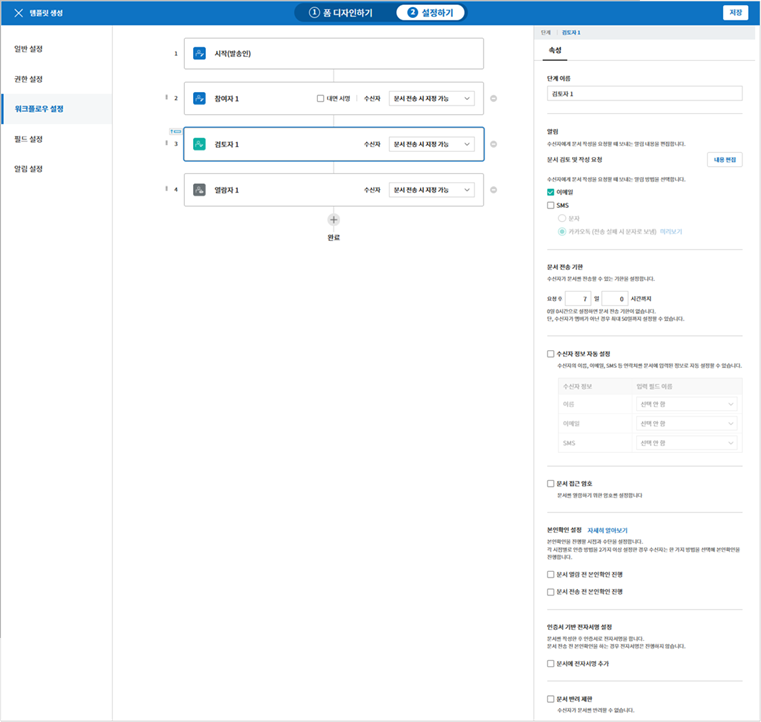 템플릿 생성
1 폼 디자인하기
2 설정하기
저장
일반 설정
권한 설정
워크플로우 설정
필드 설정
알림 설정
1 시작(발송인)
2 참여자 1 대면 서명 수신자 문서 전송 시 지정 가능
3 검토자 1 수신자 문서 전송 시 지정 가능
4 열람자 1 수신자 문서 전송 시 지정 가능
완료
단계 검토자 1
속성
단계 이름
검토자 1
알림
수신자에게 문서 작성을 요청할 때 보내는 알림 내용을 편집합니다.
문서 검토 및 작성 요청 내용 편집
수신자에게 문서 작성을 요청할 때 보내는 알림 방법을 선택합니다.
이메일
SMS
문자
카카오톡 (전송 실패 시 문자로 보냄) 미리보기
문서 전송 기한
수신자가 문서를 전송할 수 있는 기한을 설정합니다.
요청 후 7 일 0 시간까지
0일 0시간으로 설정하면 문서 전송 기한이 없습니다.
단, 수신자가 멤버가 아닌 경우 최대 50일까지 설정할 수 있습니다.
수신자 정보 자동 설정
수신자의 이름, 이메일, SMS 등 연락처를 문서에 입력된 정보로 자동 설정할 수 있습니다.
수신자 정보 입력 필드 이름
이름 선택 안 함
이메일 선택 안 함
SMS 선택 안 함
문서 접근 암호
문서를 열람하기 위한 암호를 설정합니다
본인확인 설정 자세히 알아보기
본인확인을 진행할 시점과 수단을 설정합니다.
각 시점별로 인증 방법을 2가지 이상 설정한 경우 수신자는 한 가지 방법을 선택해 본인확인을
진행합니다.
문서 열람 전 본인확인 진행
문서 전송 전 본인확인 진행
인증서 기반 전자서명 설정
문서를 작성한 후 인증서로 전자서명을 합니다.
문서 전송 전 본인확인을 하는 경우 전자서명은 진행하지 않습니다.
문서에 전자서명 추가
문서 반려 제한
수신자가 문서를 반려할 수 없습니다.